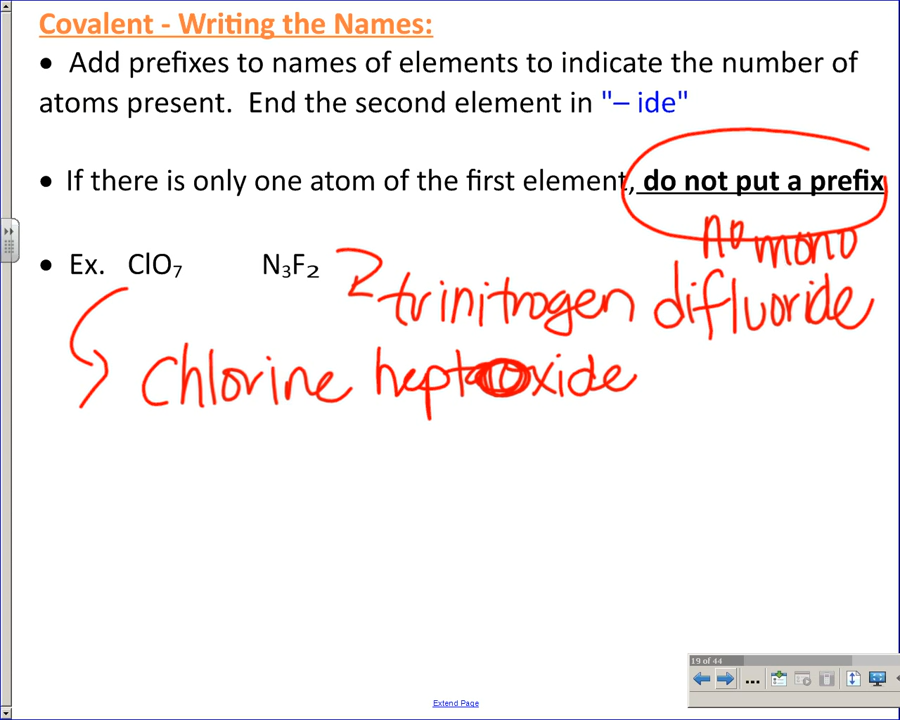 Covalent - Writing the Names:
• Add prefixes to names of elements to indicate the number of
atoms present. End the second element in "– ide"
• If there is only one atom of the first element, do not put a prefix
no mono
• Ex. ClO₇ N₃F₂
trinitrogen difluoride
Chlorine heptoxide
19 of 44
Extend Page